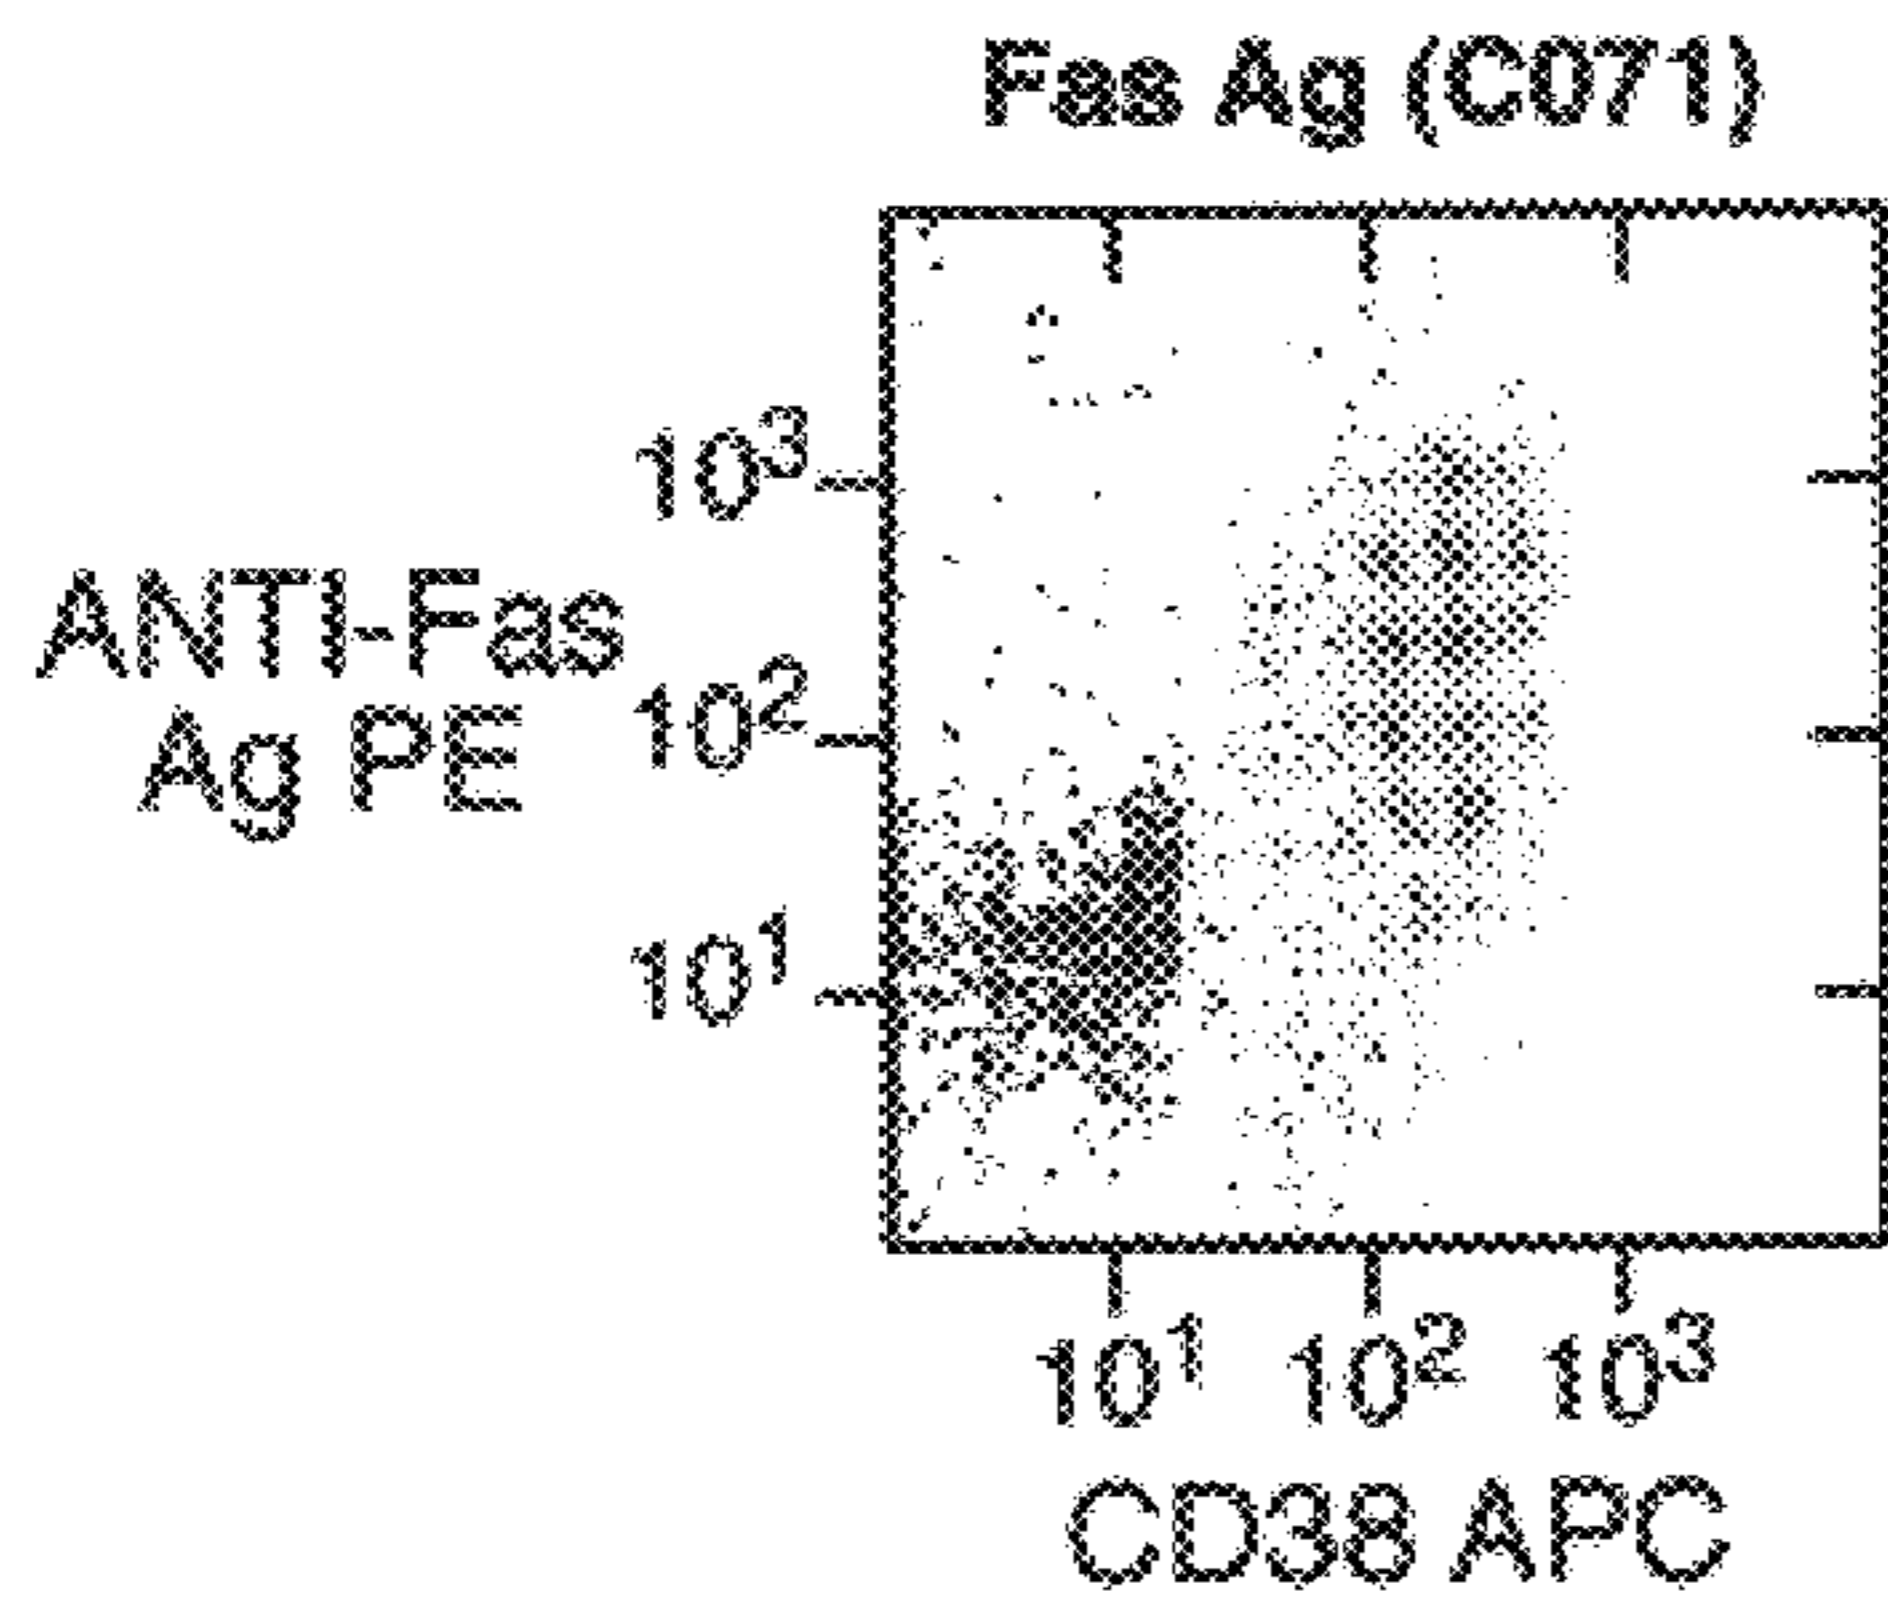 Fas Ag (C071)
10³
ANTI-Fas
Ag PE
10²
10¹
10¹ 10² 10³
CD38 APC